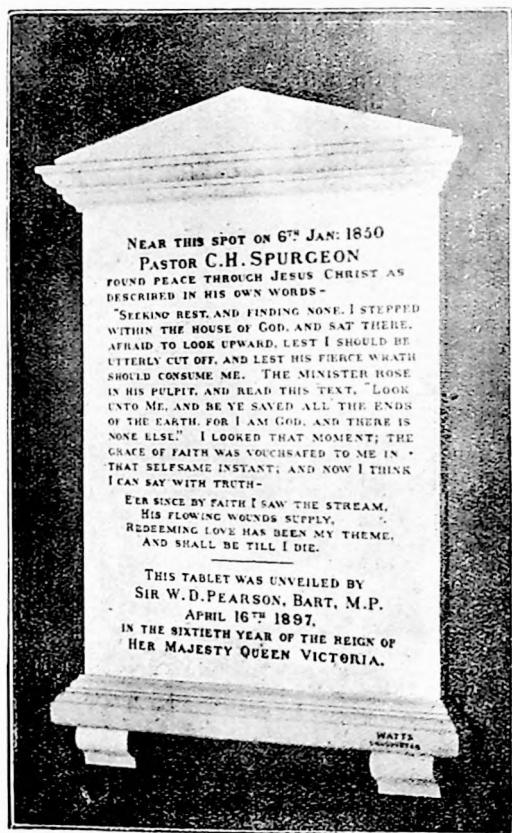 NEAR THIS SPOT ON 6TH JAN: 1850
PASTOR C.H. SPURGEON
FOUND PEACE THROUGH JESUS CHRIST AS
DESCRIBED IN HIS OWN WORDS—
"SEEKING REST, AND FINDING NONE, I STEPPED
WITHIN THE HOUSE OF GOD, AND SAT THERE,
AFRAID TO LOOK UPWARD, LEST I SHOULD BE
UTTERLY CUT OFF, AND LEST HIS FIERCE WRATH
SHOULD CONSUME ME. THE MINISTER ROSE
IN HIS PULPIT, AND READ THIS TEXT, "LOOK
UNTO ME, AND BE YE SAVED ALL THE ENDS
OF THE EARTH, FOR I AM GOD, AND THERE IS
NONE ELSE." I LOOKED THAT MOMENT; THE
GRACE OF FAITH WAS VOUCHSAFED TO ME IN
THAT SELFSAME INSTANT; AND NOW I THINK
I CAN SAY WITH TRUTH—
E'ER SINCE BY FAITH I SAW THE STREAM,
HIS FLOWING WOUNDS SUPPLY,
REDEEMING LOVE HAS BEEN MY THEME,
AND SHALL BE TILL I DIE.
THIS TABLET WAS UNVEILED BY
SIR W.D. PEARSON, BART, M.P.
APRIL 16TH 1897,
IN THE SIXTIETH YEAR OF THE REIGN OF
HER MAJESTY QUEEN VICTORIA.
WATTS